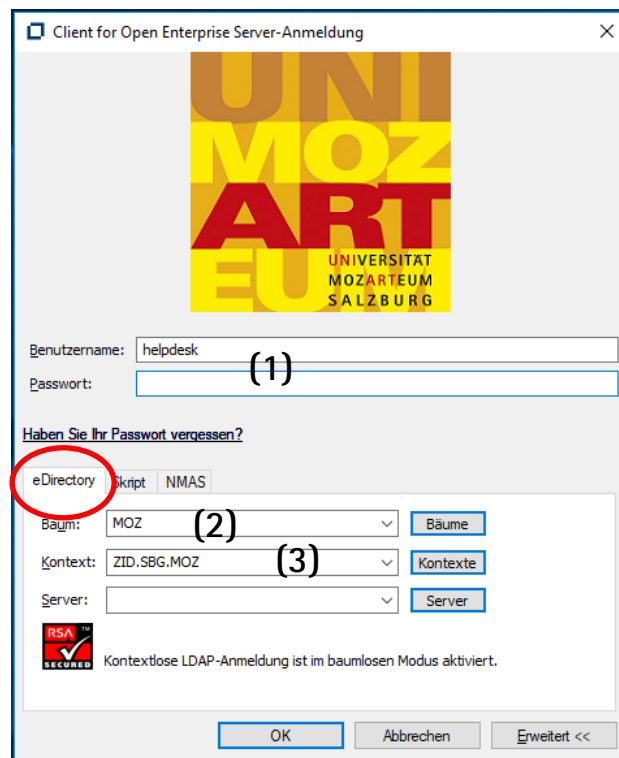 Client for Open Enterprise Server-Anmeldung
UNI
MOZ
ART
EUM
UNIVERSITÄT
MOZARTEUM
SALZBURG
Benutzername: helpdesk
(1)
Passwort:
Haben Sie Ihr Passwort vergessen?
eDirectory Skript NMAS
Baum: MOZ (2) Bäume
Kontext: ZID.SBG.MOZ (3) Kontexte
Server: Server
RSA TM
SECURED
Kontextlose LDAP-Anmeldung ist im baumlosen Modus aktiviert.
OK Abbrechen Erweitert <<